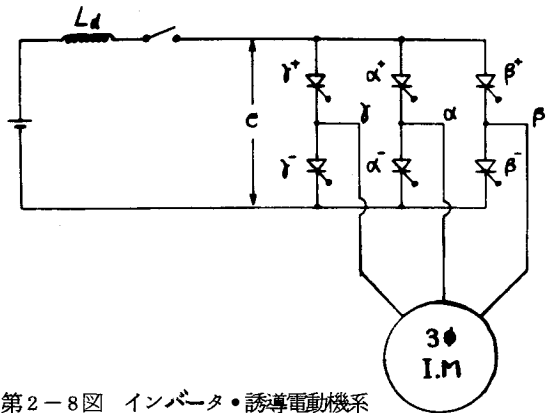 Ld
γ+ α+ β+
e γ α β
γ- α- β-
3φ
I.M
第2-8図 インバータ・誘導電動機系